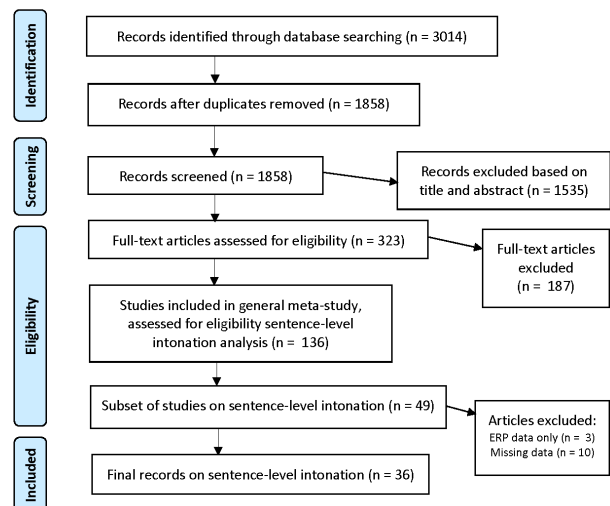 Identification
Records identified through database searching (n = 3014)
Records after duplicates removed (n = 1858)
Screening
Records screened (n = 1858)
Records excluded based on
title and abstract (n = 1535)
Eligibility
Full-text articles assessed for eligibility (n = 323)
Full-text articles
excluded
(n = 187)
Studies included in general meta-study,
assessed for eligibility sentence-level
intonation analysis (n = 136)
Subset of studies on sentence-level intonation (n = 49)
Articles excluded:
ERP data only (n = 3)
Missing data (n = 10)
Included
Final records on sentence-level intonation (n = 36)